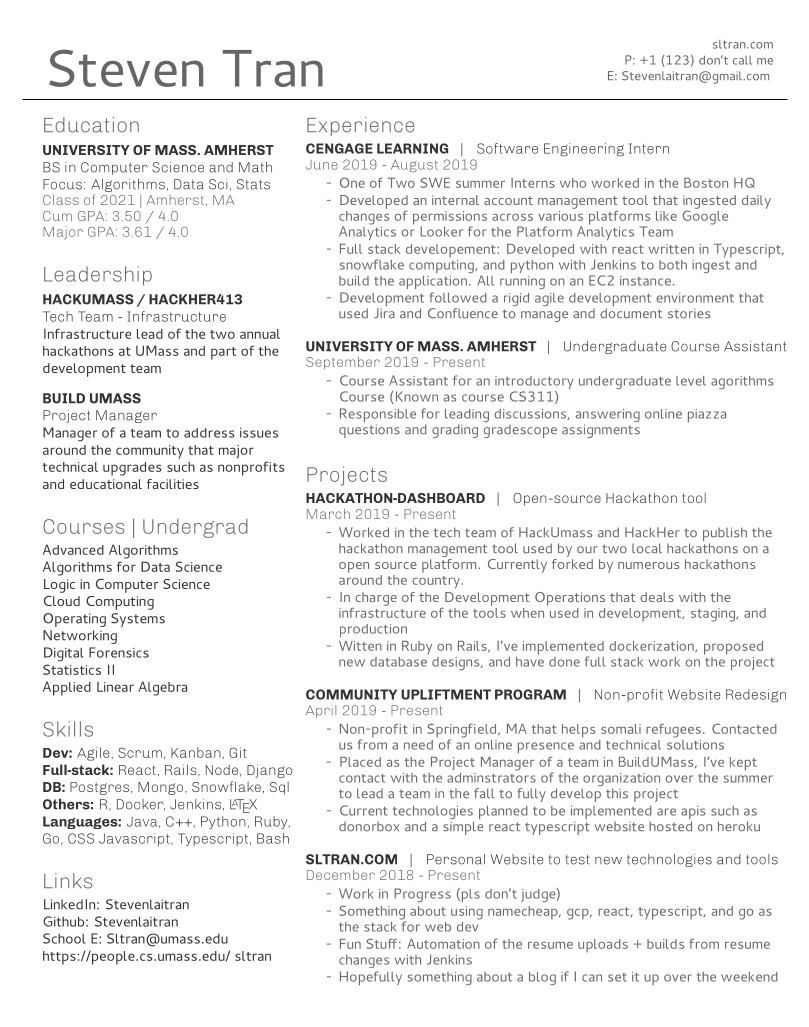 Steven Tran
sltran.com
P: +1 (123) don't call me
E: Stevenlaitran@gmail.com
Education
UNIVERSITY OF MASS. AMHERST
BS in Computer Science and Math
Focus: Algorithms, Data Sci, Stats
Class of 2021 | Amherst, MA
Cum GPA: 3.50 / 4.0
Major GPA: 3.61 / 4.0
Leadership
HACKUMASS / HACKHER413
Tech Team - Infrastructure
Infrastructure lead of the two annual
hackathons at UMass and part of the
development team
BUILD UMASS
Project Manager
Manager of a team to address issues
around the community that major
technical upgrades such as nonprofits
and educational facilities
Courses | Undergrad
Advanced Algorithms
Algorithms for Data Science
Logic in Computer Science
Cloud Computing
Operating Systems
Networking
Digital Forensics
Statistics II
Applied Linear Algebra
Skills
Dev: Agile, Scrum, Kanban, Git
Full-stack: React, Rails, Node, Django
DB: Postgres, Mongo, Snowflake, Sql
Others: R, Docker, Jenkins, LATEX
Languages: Java, C++, Python, Ruby,
Go, CSS Javascript, Typescript, Bash
Links
LinkedIn: Stevenlaitran
Github: Stevenlaitran
School E: Sltran@umass.edu
https://people.cs.umass.edu/ sltran
Experience
CENGAGE LEARNING | Software Engineering Intern
June 2019 - August 2019
- One of Two SWE summer Interns who worked in the Boston HQ
- Developed an internal account management tool that ingested daily
changes of permissions across various platforms like Google
Analytics or Looker for the Platform Analytics Team
- Full stack developement: Developed with react written in Typescript,
snowflake computing, and python with Jenkins to both ingest and
build the application. All running on an EC2 instance.
- Development followed a rigid agile development environment that
used Jira and Confluence to manage and document stories
UNIVERSITY OF MASS. AMHERST | Undergraduate Course Assistant
September 2019 - Present
- Course Assistant for an introductory undergraduate level agorithms
Course (Known as course CS311)
- Responsible for leading discussions, answering online piazza
questions and grading gradescope assignments
Projects
HACKATHON-DASHBOARD | Open-source Hackathon tool
March 2019 - Present
- Worked in the tech team of HackUmass and HackHer to publish the
hackathon management tool used by our two local hackathons on a
open source platform. Currently forked by numerous hackathons
around the country.
- In charge of the Development Operations that deals with the
infrastructure of the tools when used in development, staging, and
production
- Witten in Ruby on Rails, I've implemented dockerization, proposed
new database designs, and have done full stack work on the project
COMMUNITY UPLIFTMENT PROGRAM | Non-profit Website Redesign
April 2019 - Present
- Non-profit in Springfield, MA that helps somali refugees. Contacted
us from a need of an online presence and technical solutions
- Placed as the Project Manager of a team in BuildUMass, I've kept
contact with the adminstrators of the organization over the summer
to lead a team in the fall to fully develop this project
- Current technologies planned to be implemented are apis such as
donorbox and a simple react typescript website hosted on heroku
SLTRAN.COM | Personal Website to test new technologies and tools
December 2018 - Present
- Work in Progress (pls don't judge)
- Something about using namecheap, gcp, react, typescript, and go as
the stack for web dev
- Fun Stuff: Automation of the resume uploads + builds from resume
changes with Jenkins
- Hopefully something about a blog if I can set it up over the weekend